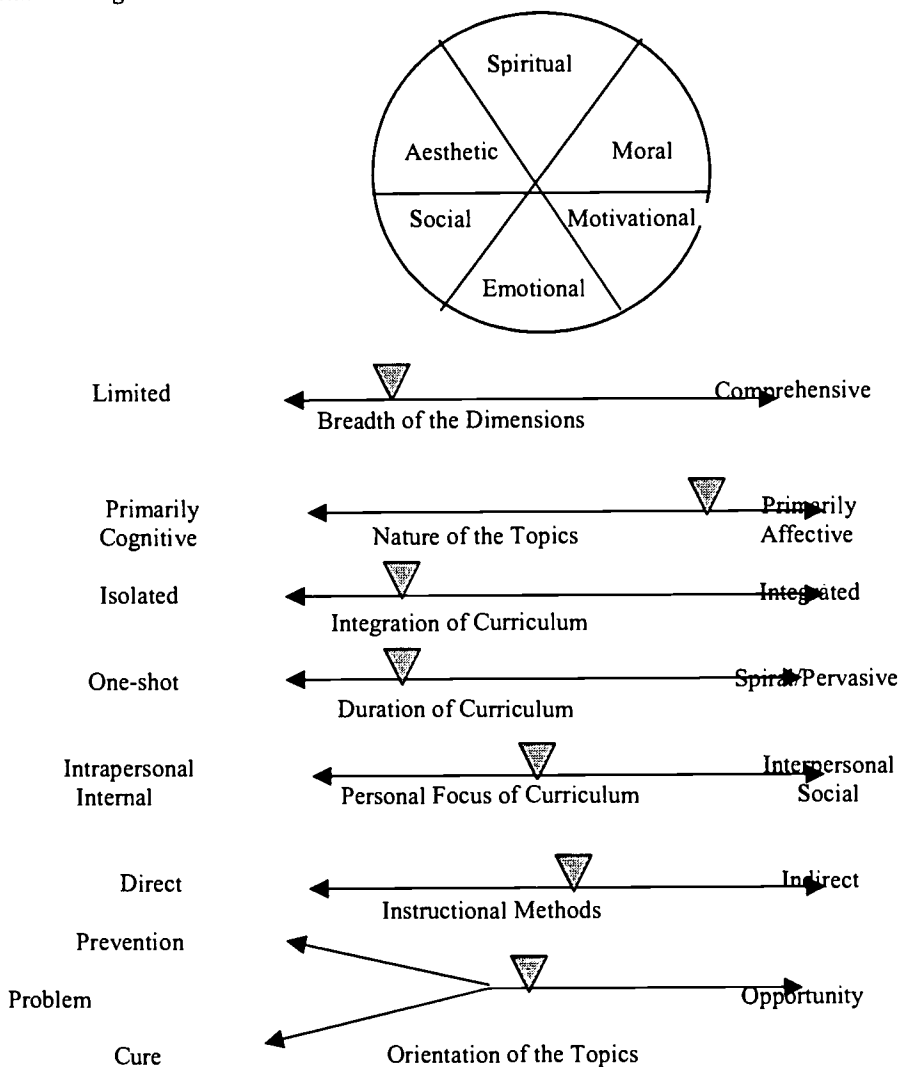 Spiritual
Aesthetic Moral
Social Motivational
Emotional
Limited Comprehensive
Breadth of the Dimensions
Primarily Primarily
Cognitive Nature of the Topics Affective
Isolated Integrated
Integration of Curriculum
One-shot Spiral/Pervasive
Duration of Curriculum
Intrapersonal Interpersonal
Internal Personal Focus of Curriculum Social
Direct Indirect
Instructional Methods
Prevention
Problem Opportunity
Cure Orientation of the Topics